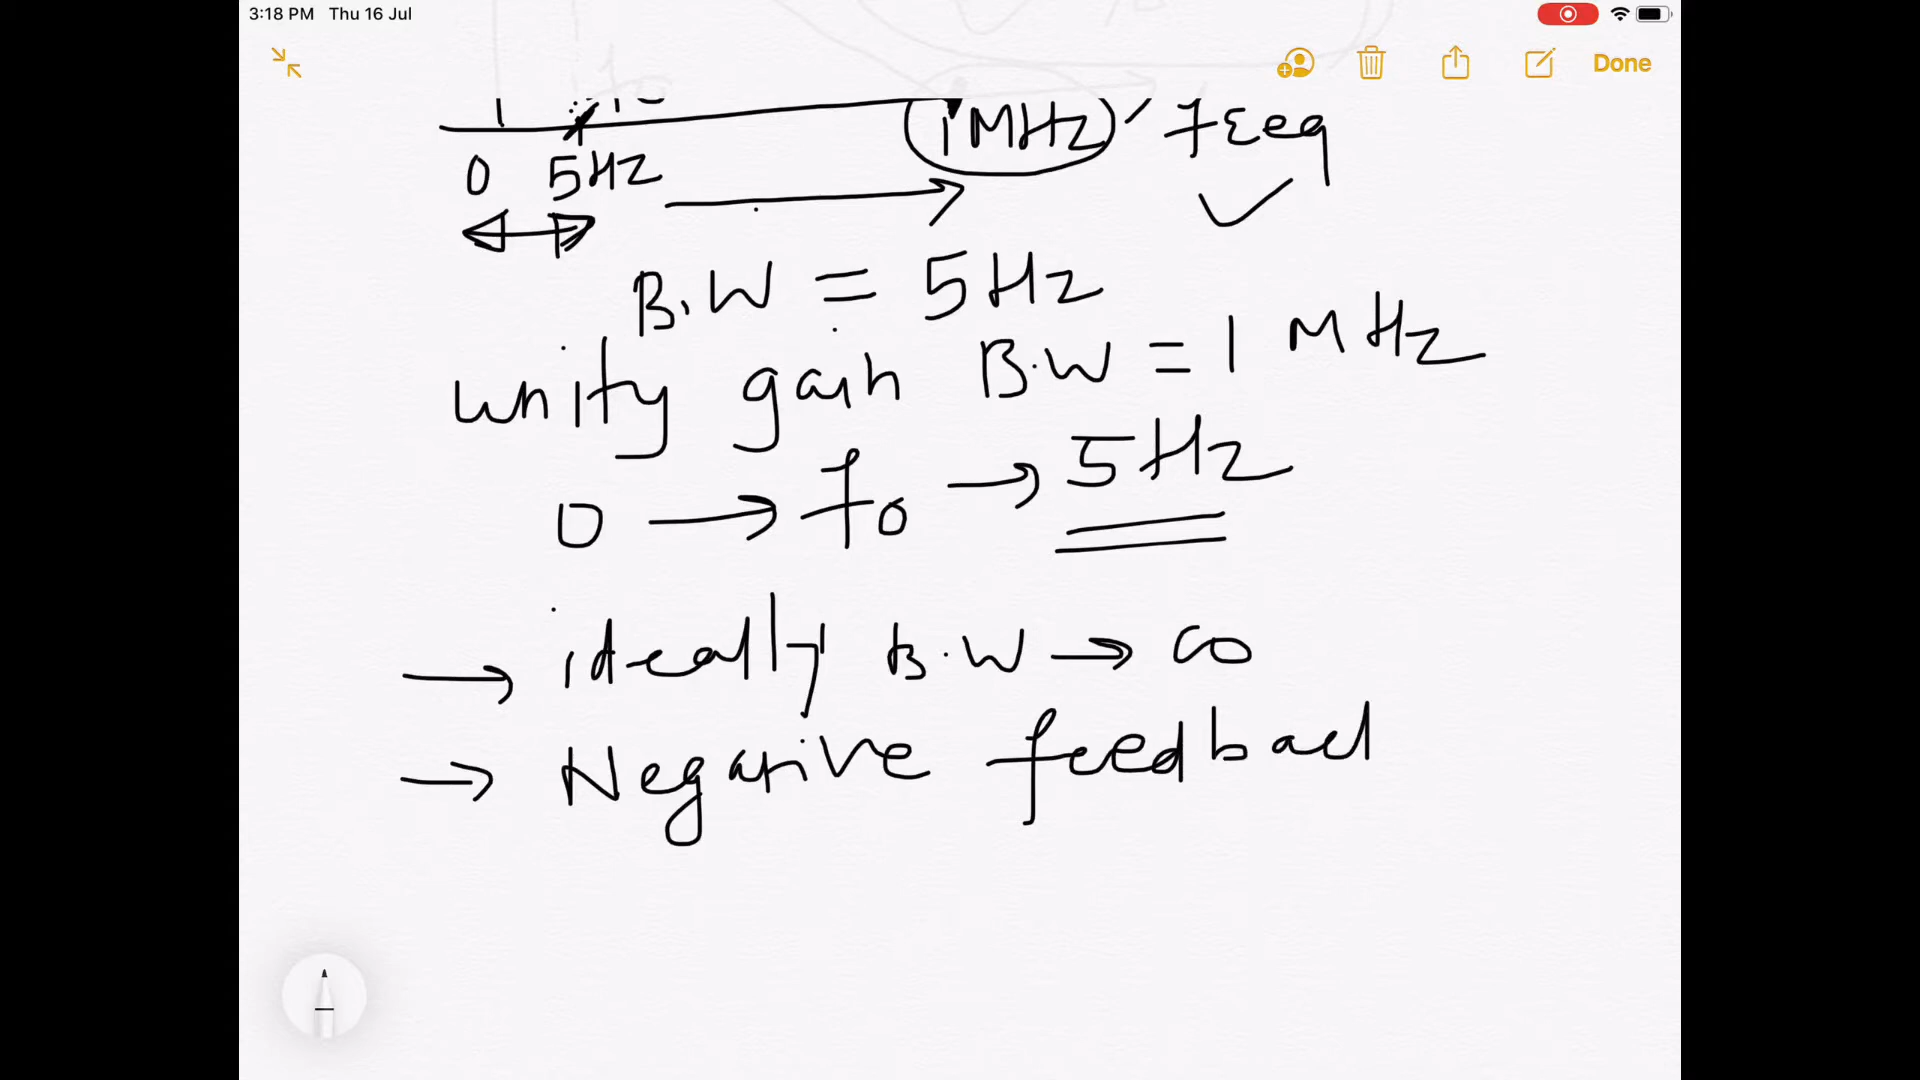 3:18 PM Thu 16 Jul
Done
1MHz freq
0 5Hz
B.W = 5Hz
unity gain B.W = 1 MHz
0 → fo → 5Hz
→ ideally B.W → ∞
→ Negative feedback